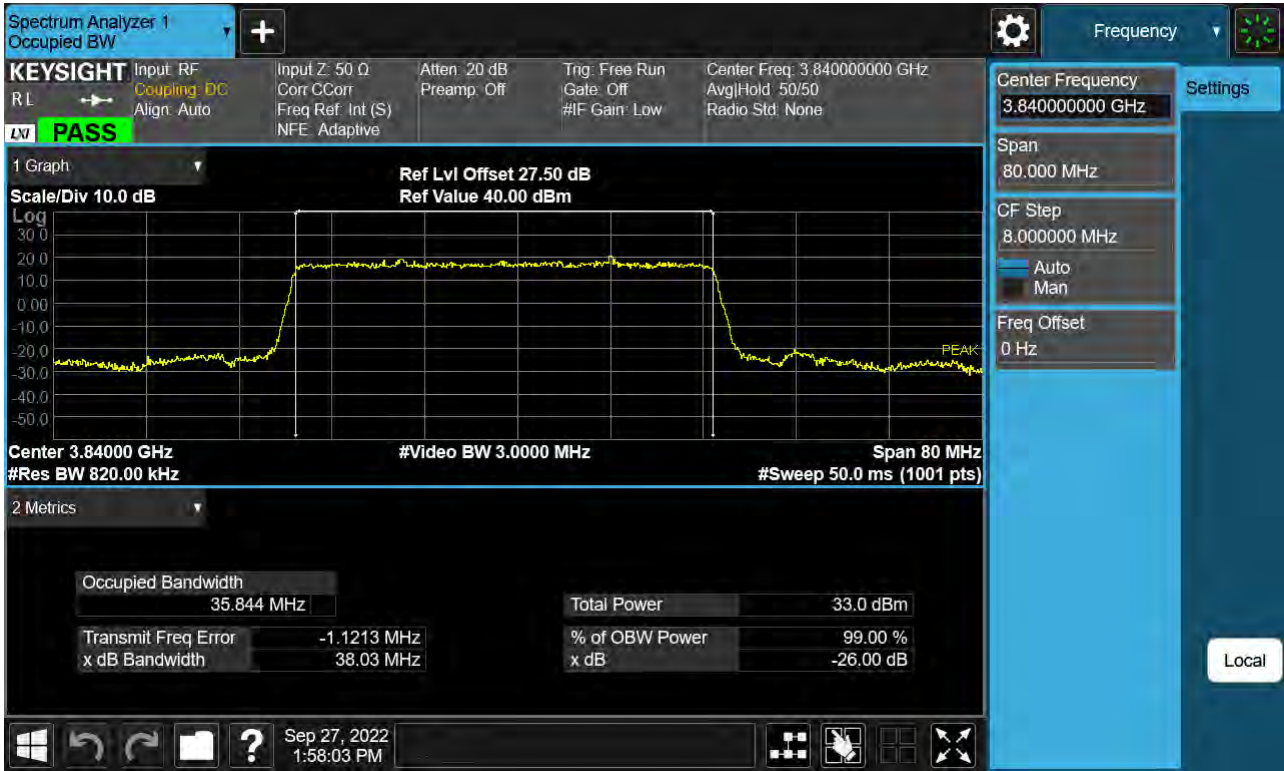 Spectrum Analyzer 1
Occupied BW
+
Frequency
KEYSIGHT Input: RF Input Z: 50 Ω Atten: 20 dB Trig: Free Run Center Freq: 3.840000000 GHz
RL Coupling: DC Corr CCorr Preamp: Off Gate: Off Avg|Hold: 50/50
Align: Auto Freq Ref: Int (S) #IF Gain: Low Radio Std: None
LXI PASS NFE: Adaptive
Center Frequency
3.840000000 GHz
Settings
Span
80.000 MHz
CF Step
8.000000 MHz
Auto
Man
Freq Offset
0 Hz
1 Graph
Ref Lvl Offset 27.50 dB
Scale/Div 10.0 dB Ref Value 40.00 dBm
Log
30.0
20.0
10.0
0.00
-10.0
-20.0
PEAK
-30.0
-40.0
-50.0
Center 3.84000 GHz #Video BW 3.0000 MHz Span 80 MHz
#Res BW 820.00 kHz #Sweep 50.0 ms (1001 pts)
2 Metrics
Occupied Bandwidth
35.844 MHz Total Power 33.0 dBm
Transmit Freq Error -1.1213 MHz % of OBW Power 99.00 %
x dB Bandwidth 38.03 MHz x dB -26.00 dB
Local
? Sep 27, 2022
1:58:03 PM